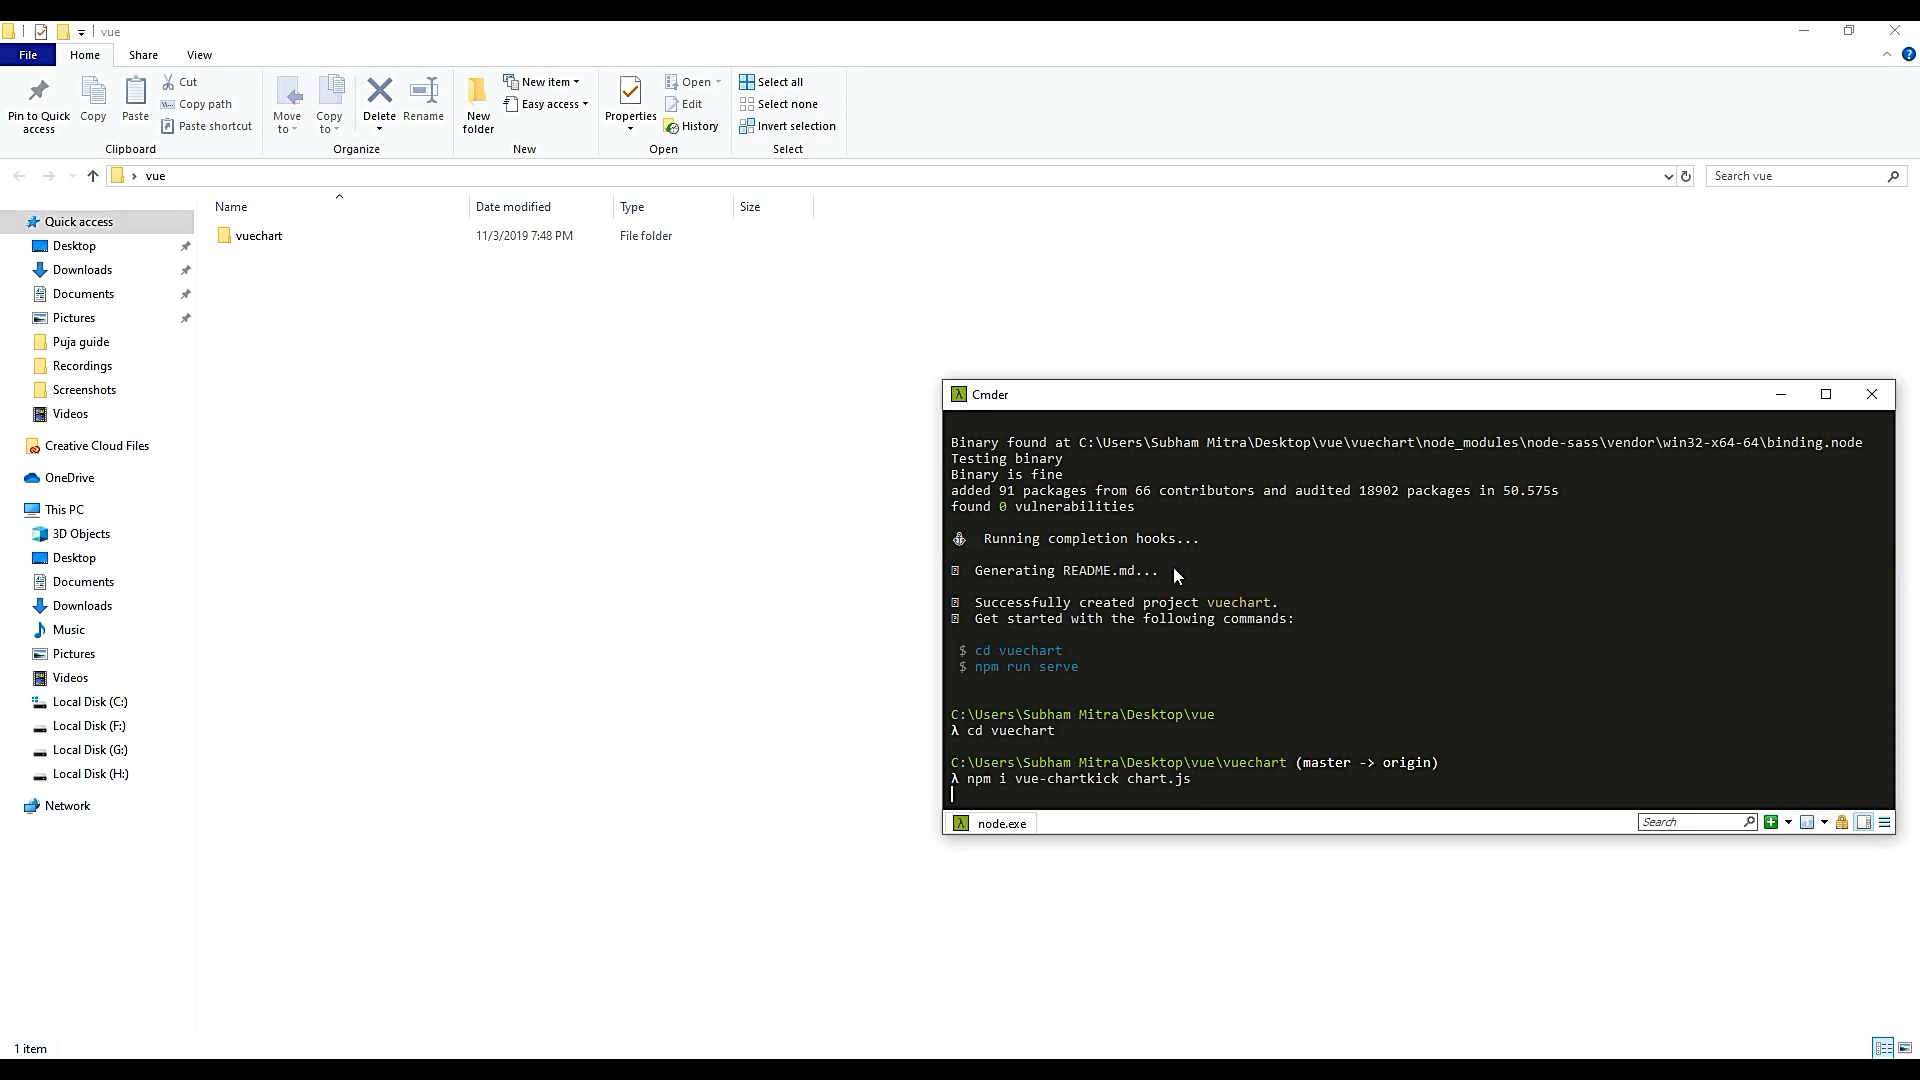 vue
File Home Share View
Pin to Quick access
Copy
Paste
Cut
Copy path
Paste shortcut
Clipboard
Move to
Copy to
Delete
Rename
Organize
New folder
New item
Easy access
New
Properties
Open
Edit
History
Open
Select all
Select none
Invert selection
Select
vue
Search vue
Name Date modified Type Size
vuechart 11/3/2019 7:48 PM File folder
Quick access
Desktop
Downloads
Documents
Pictures
Puja guide
Recordings
Screenshots
Videos
Creative Cloud Files
OneDrive
This PC
3D Objects
Desktop
Documents
Downloads
Music
Pictures
Videos
Local Disk (C:)
Local Disk (F:)
Local Disk (G:)
Local Disk (H:)
Network
1 item
Cmder
Binary found at C:\Users\Subham Mitra\Desktop\vue\vuechart\node_modules\node-sass\vendor\win32-x64-64\binding.node
Testing binary
Binary is fine
added 91 packages from 66 contributors and audited 18902 packages in 50.575s
found 0 vulnerabilities
Running completion hooks...
Generating README.md...
Successfully created project vuechart.
Get started with the following commands:
$ cd vuechart
$ npm run serve
C:\Users\Subham Mitra\Desktop\vue
λ cd vuechart
C:\Users\Subham Mitra\Desktop\vue\vuechart (master -> origin)
λ npm i vue-chartkick chart.js
node.exe
Search